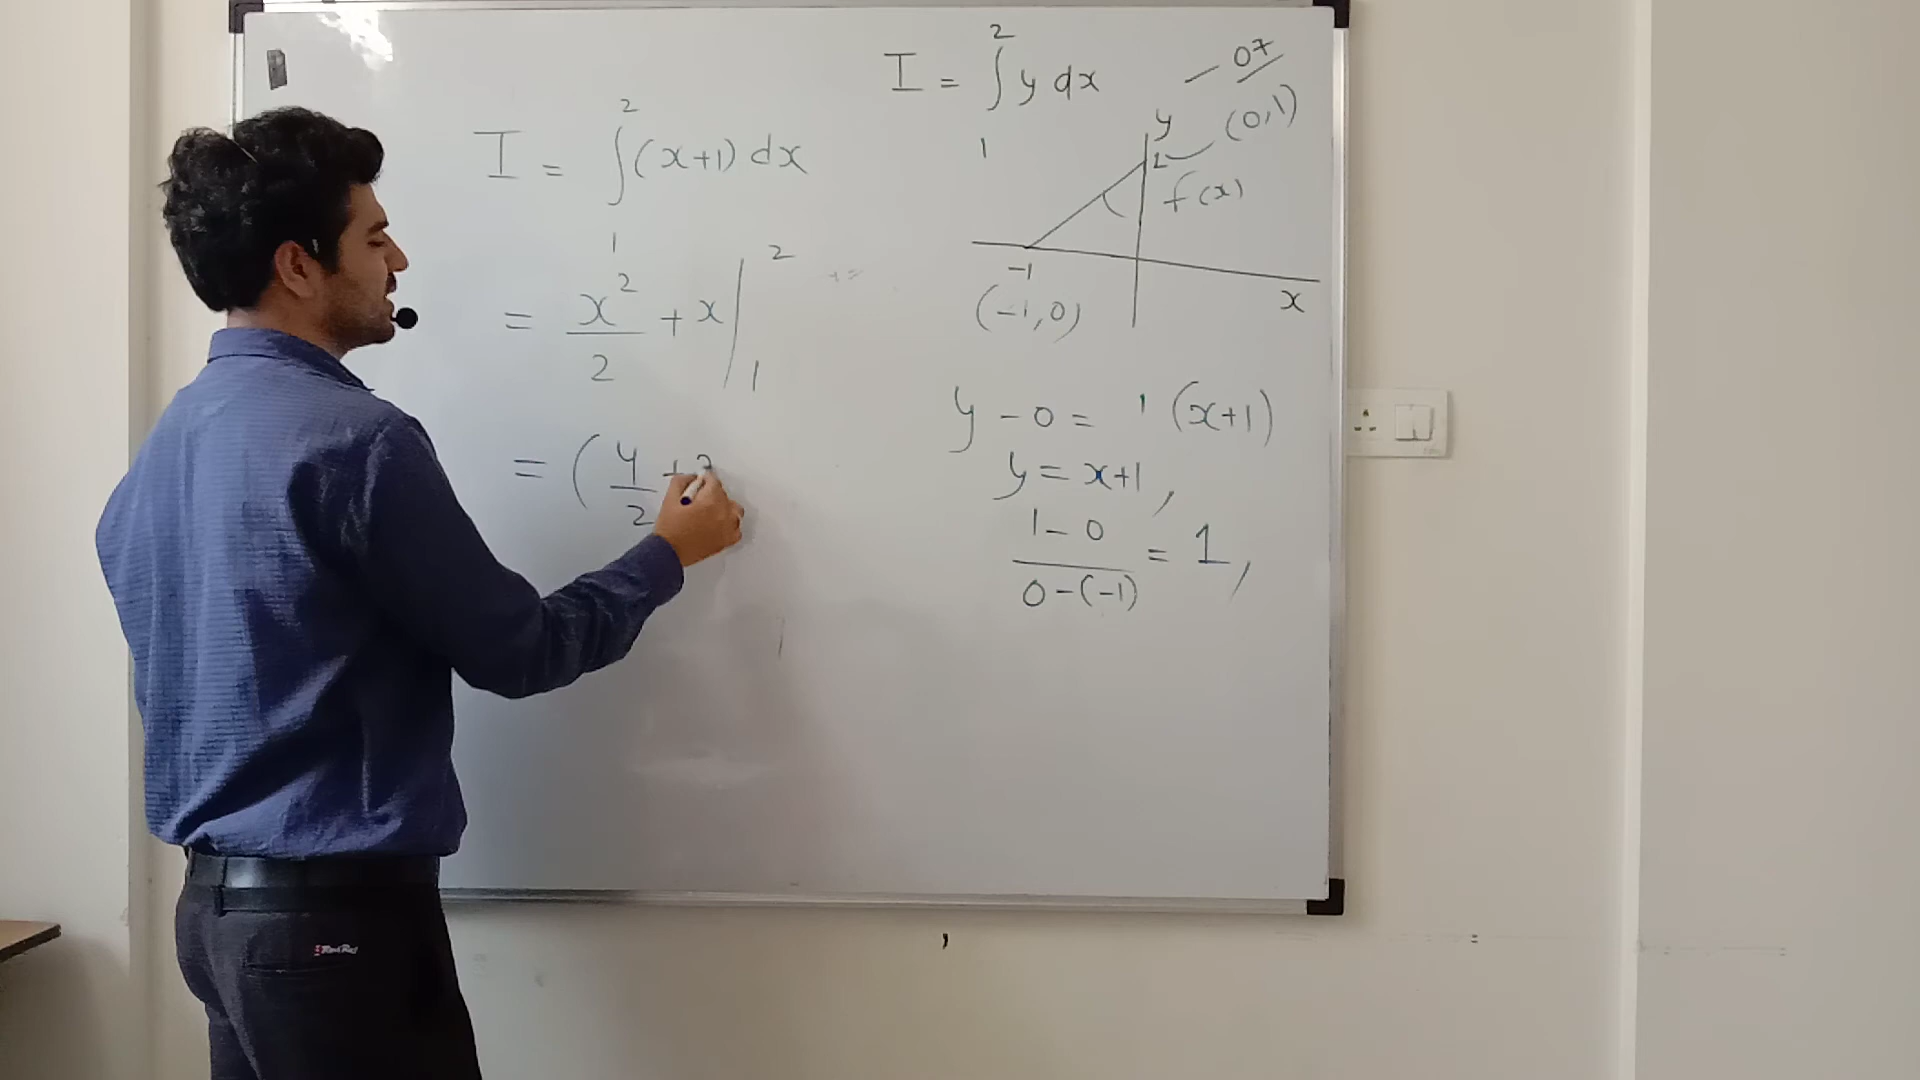 I = ∫₁² y dx
— 07
I = ∫₁² (x+1) dx
y
1
(0,1)
f(x)
-1
x
(-1,0)
= x²/2 + x |₁²
y - 0 = 1 (x+1)
y = x+1,
= (4/2 + 2
(1-0)/(0-(-1)) = 1,